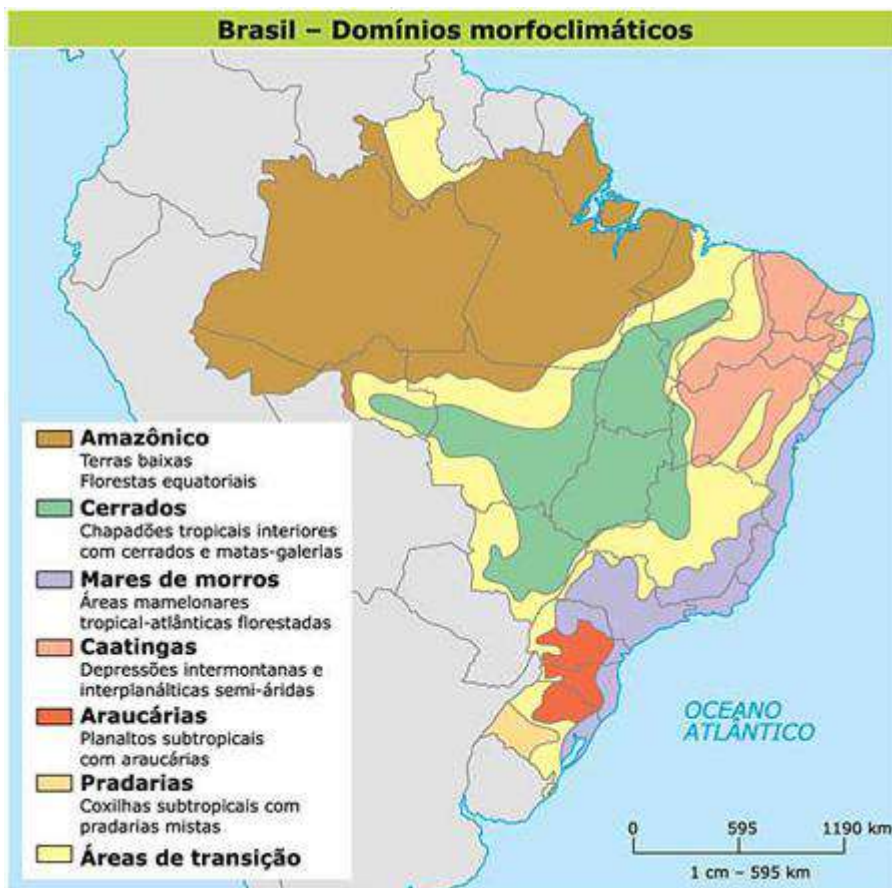 Brasil – Domínios morfoclimáticos
Amazônico
Terras baixas
Florestas equatoriais
Cerrados
Chapadões tropicais interiores
com cerrados e matas-galerias
Mares de morros
Áreas mamelonares
tropical-atlânticas florestadas
Caatingas
Depressões intermontanas e
interplanálticas semi-áridas
Araucárias
Planaltos subtropicais
com araucárias
Pradarias
Coxilhas subtropicais com
pradarias mistas
Áreas de transição
OCEANO
ATLÂNTICO
0 595 1190 km
1 cm – 595 km